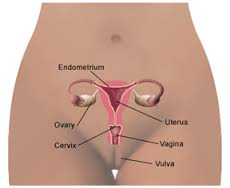 Endometrium
Uterus
Ovary
Cervix
Vagina
Vulva